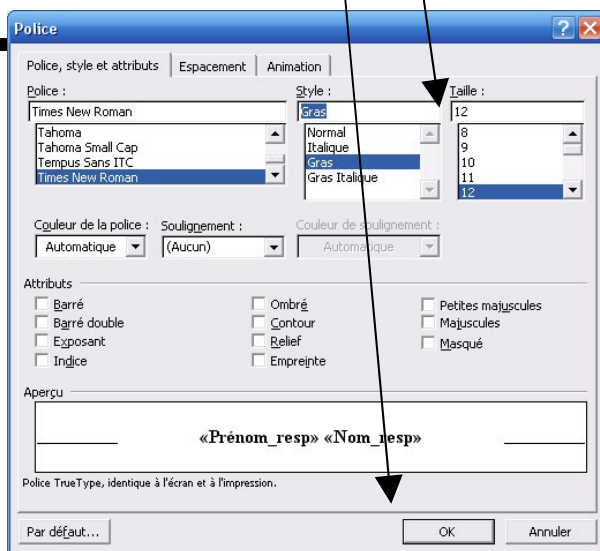 Police
Police, style et attributs Espacement Animation
Police : Style : Taille :
Times New Roman Gras 12
Tahoma Normal 8
Tahoma Small Cap Italique 9
Tempus Sans ITC Gras 10
Times New Roman Gras Italique 11
12
Couleur de la police : Soulignement : Couleur de soulignement :
Automatique (Aucun) Automatique
Attributs
Barré Ombré Petites majuscules
Barré double Contour Majuscules
Exposant Relief Masqué
Indice Empreinte
Aperçu
«Prénom_resp» «Nom_resp»
Police TrueType, identique à l'écran et à l'impression.
Par défaut... OK Annuler